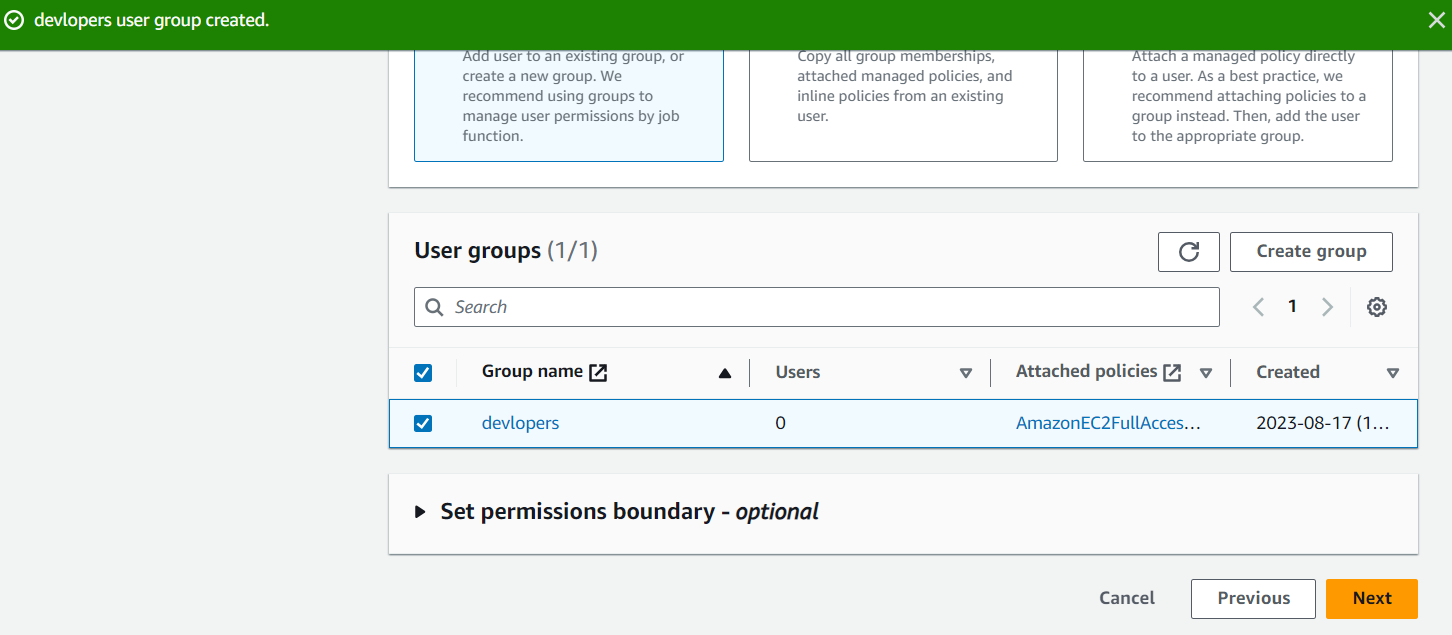 devlopers user group created.
Add user to an existing group, or
create a new group. We
recommend using groups to
manage user permissions by job
function.
Copy all group memberships,
attached managed policies, and
inline policies from an existing
user.
Attach a managed policy directly
to a user. As a best practice, we
recommend attaching policies to a
group instead. Then, add the user
to the appropriate group.
User groups (1/1)
Create group
Search
1
Group name Users Attached policies Created
devlopers 0 AmazonEC2FullAcces... 2023-08-17 (1...
Set permissions boundary - optional
Cancel Previous Next